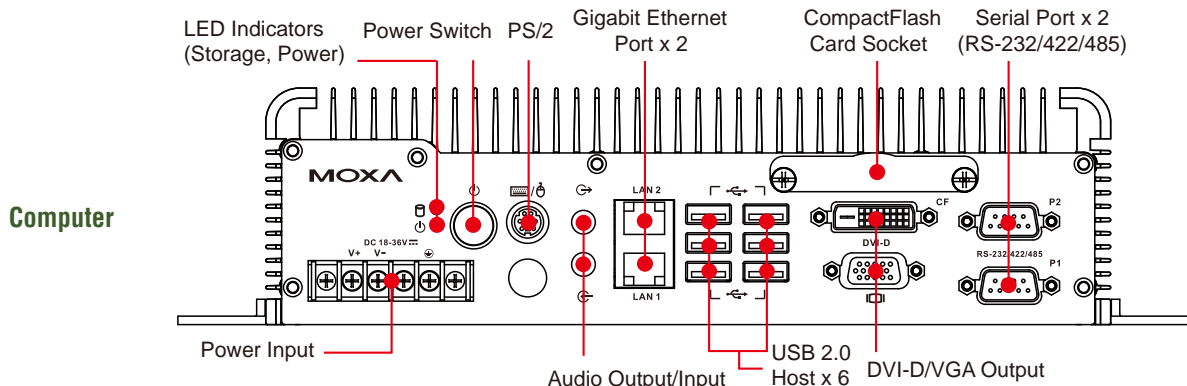 LED Indicators
(Storage, Power)
Power Switch
PS/2
Gigabit Ethernet
Port x 2
CompactFlash
Card Socket
Serial Port x 2
(RS-232/422/485)
Computer
MOXA
LAN 2
CF
P2
DC 18-36V
V+ V-
DVI-D
RS-232/422/485
P1
LAN 1
Power Input
Audio Output/Input
USB 2.0
Host x 6
DVI-D/VGA Output